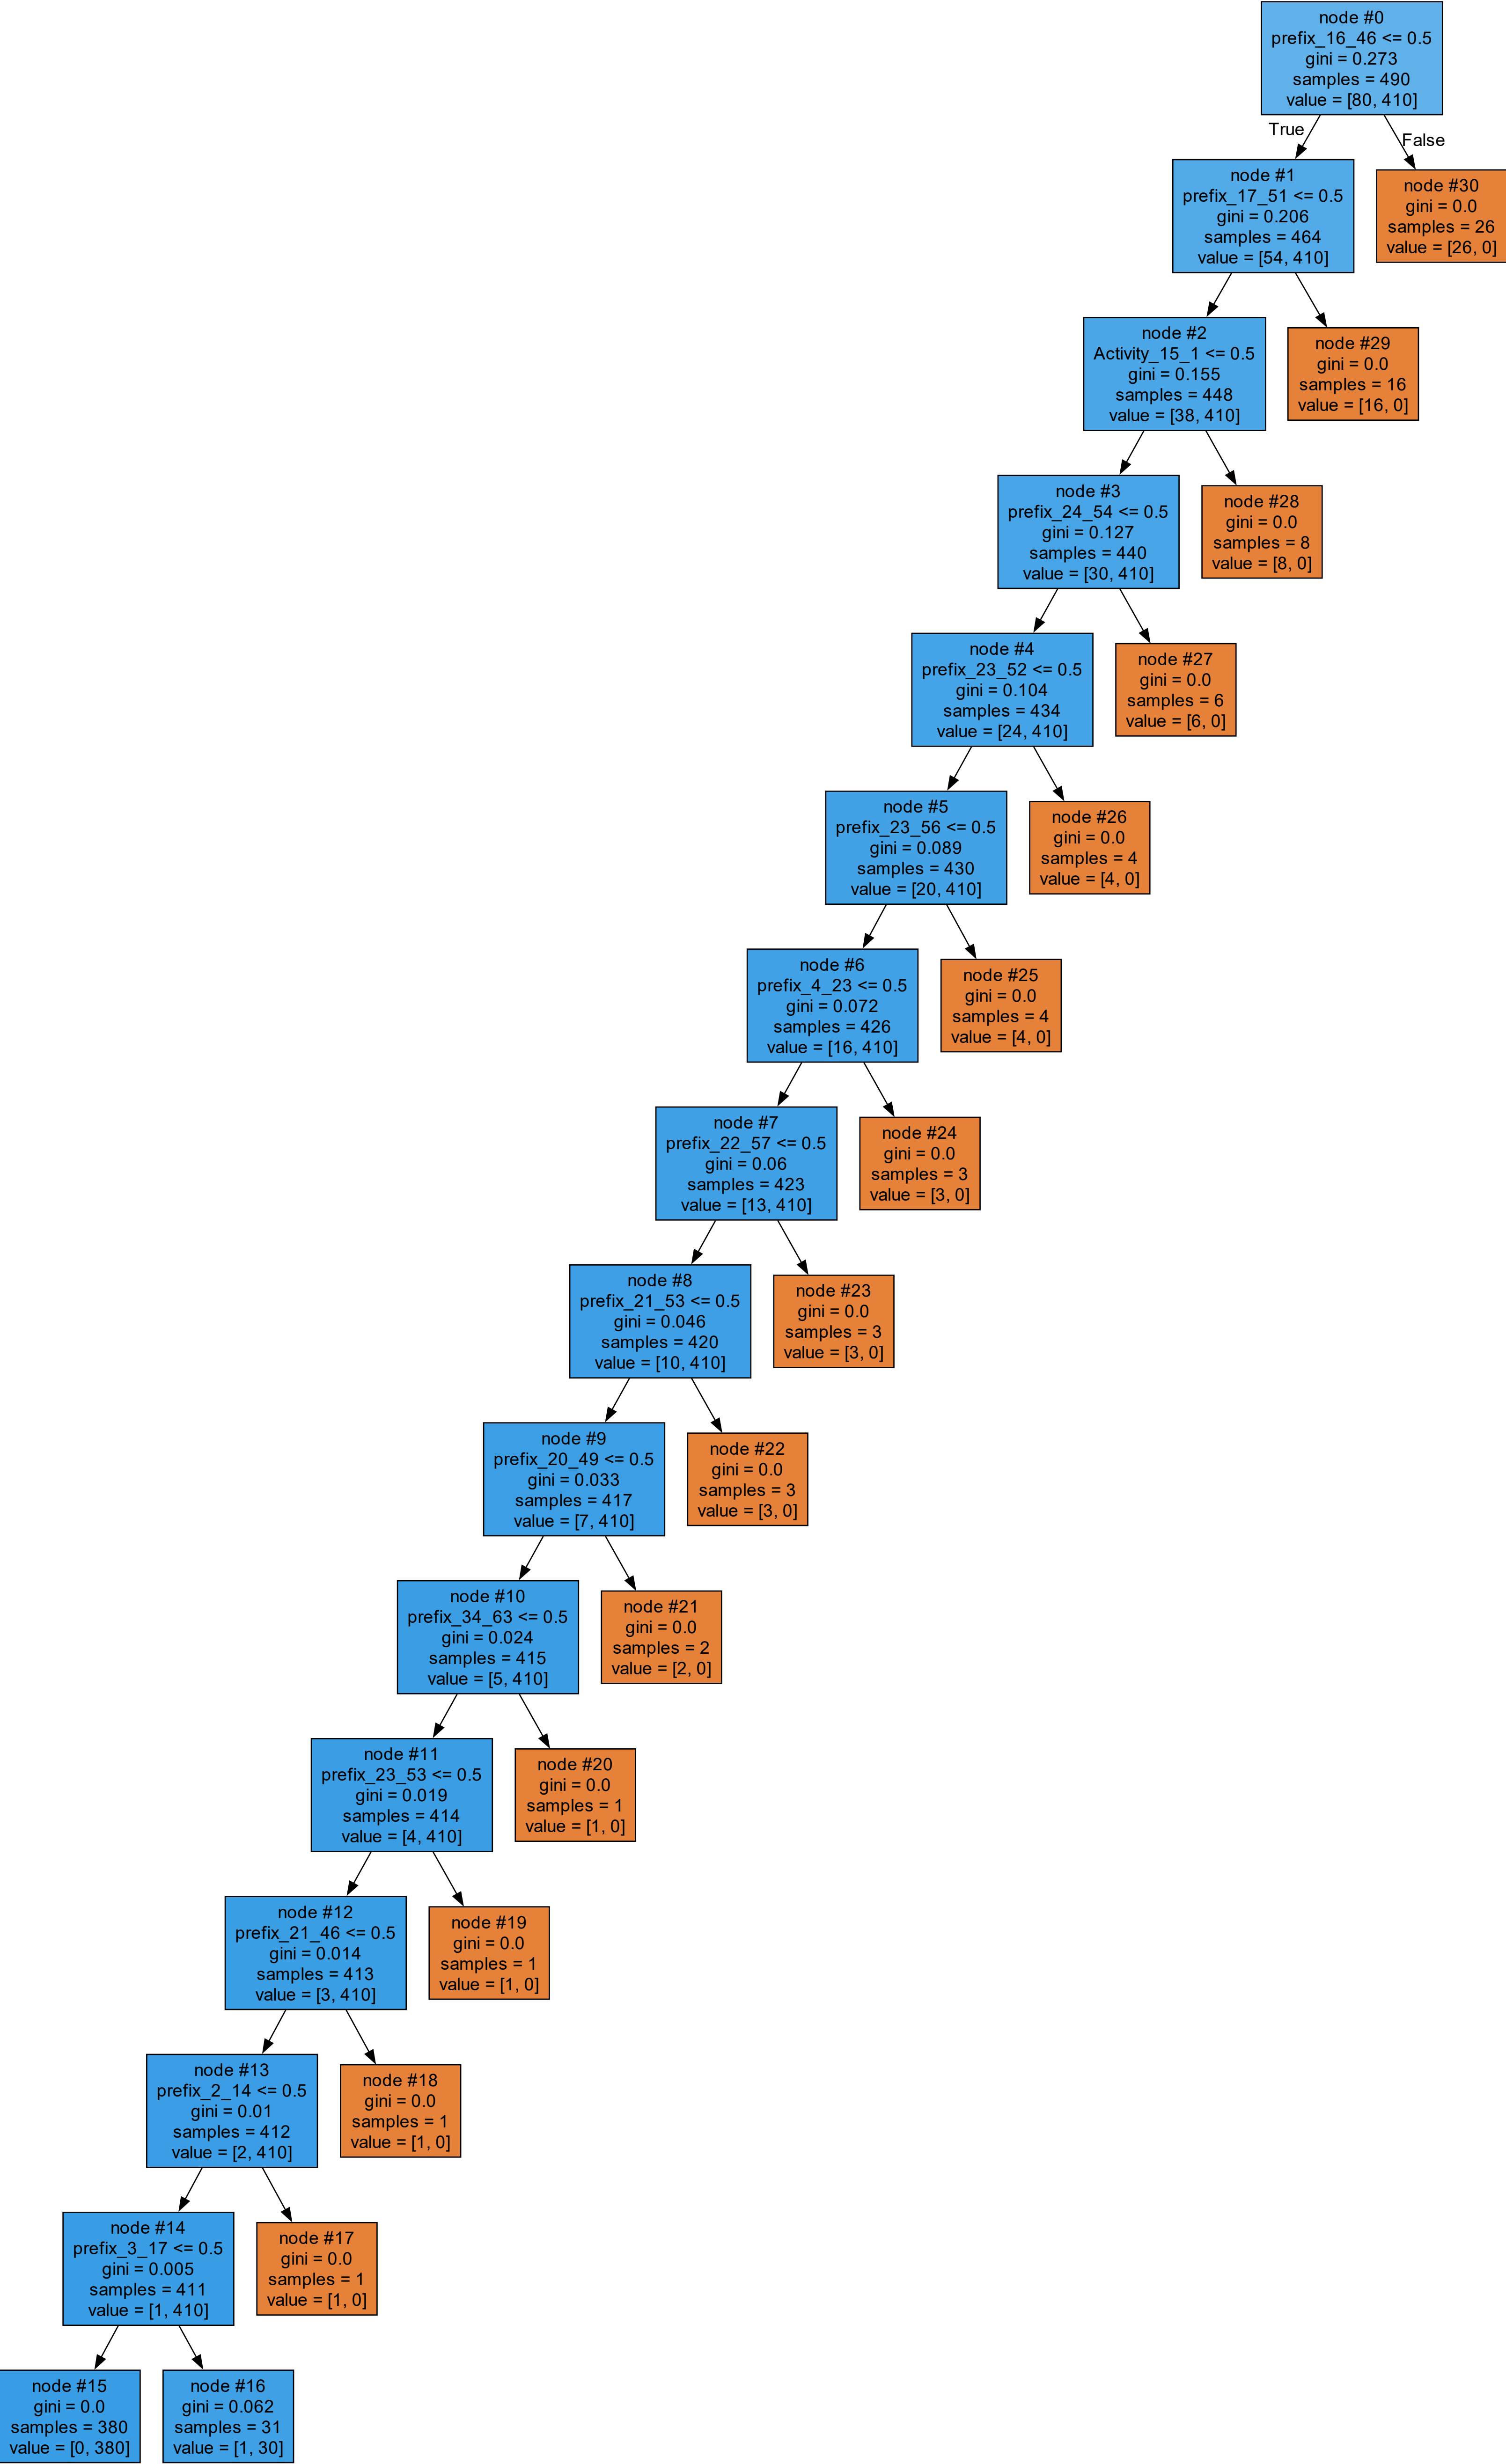 node #0
prefix_16_46 <= 0.5
gini = 0.273
samples = 490
value = [80, 410]
True
False
node #1
prefix_17_51 <= 0.5
gini = 0.206
samples = 464
value = [54, 410]
node #30
gini = 0.0
samples = 26
value = [26, 0]
node #2
Activity_15_1 <= 0.5
gini = 0.155
samples = 448
value = [38, 410]
node #29
gini = 0.0
samples = 16
value = [16, 0]
node #3
prefix_24_54 <= 0.5
gini = 0.127
samples = 440
value = [30, 410]
node #28
gini = 0.0
samples = 8
value = [8, 0]
node #4
prefix_23_52 <= 0.5
gini = 0.104
samples = 434
value = [24, 410]
node #27
gini = 0.0
samples = 6
value = [6, 0]
node #5
prefix_23_56 <= 0.5
gini = 0.089
samples = 430
value = [20, 410]
node #26
gini = 0.0
samples = 4
value = [4, 0]
node #6
prefix_4_23 <= 0.5
gini = 0.072
samples = 426
value = [16, 410]
node #25
gini = 0.0
samples = 4
value = [4, 0]
node #7
prefix_22_57 <= 0.5
gini = 0.06
samples = 423
value = [13, 410]
node #24
gini = 0.0
samples = 3
value = [3, 0]
node #8
prefix_21_53 <= 0.5
gini = 0.046
samples = 420
value = [10, 410]
node #23
gini = 0.0
samples = 3
value = [3, 0]
node #9
prefix_20_49 <= 0.5
gini = 0.033
samples = 417
value = [7, 410]
node #22
gini = 0.0
samples = 3
value = [3, 0]
node #10
prefix_34_63 <= 0.5
gini = 0.024
samples = 415
value = [5, 410]
node #21
gini = 0.0
samples = 2
value = [2, 0]
node #11
prefix_23_53 <= 0.5
gini = 0.019
samples = 414
value = [4, 410]
node #20
gini = 0.0
samples = 1
value = [1, 0]
node #12
prefix_21_46 <= 0.5
gini = 0.014
samples = 413
value = [3, 410]
node #19
gini = 0.0
samples = 1
value = [1, 0]
node #13
prefix_2_14 <= 0.5
gini = 0.01
samples = 412
value = [2, 410]
node #18
gini = 0.0
samples = 1
value = [1, 0]
node #14
prefix_3_17 <= 0.5
gini = 0.005
samples = 411
value = [1, 410]
node #17
gini = 0.0
samples = 1
value = [1, 0]
node #15
gini = 0.0
samples = 380
value = [0, 380]
node #16
gini = 0.062
samples = 31
value = [1, 30]